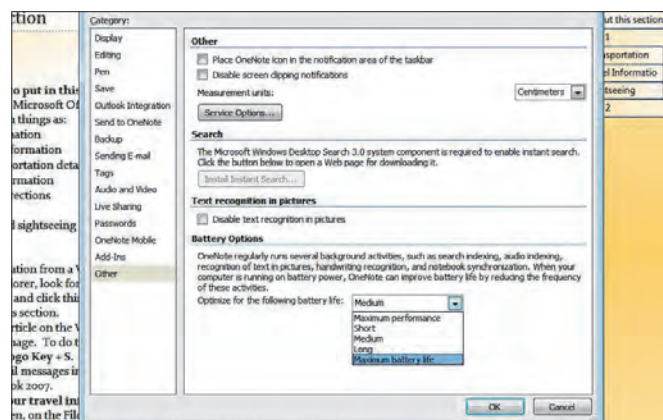 ction
Category:
ut this section
Display
Editing
Pen
Save
Outlook Integration
Send to OneNote
Backup
Sending E-mail
Tags
Audio and Video
Live Sharing
Passwords
OneNote Mobile
Add-Ins
Other
Other
Place OneNote icon in the notification area of the taskbar
Disable screen clipping notifications
Measurement units:
Centimeters
Service Options...
Search
The Microsoft Windows Desktop Search 3.0 system component is required to enable instant search.
Click the button below to open a Web page for downloading it.
Install Instant Search...
Text recognition in pictures
Disable text recognition in pictures
Battery Options
OneNote regularly runs several background activities, such as search indexing, audio indexing,
recognition of text in pictures, handwriting recognition, and notebook synchronization. When your
computer is running on battery power, OneNote can improve battery life by reducing the frequency
of these activities.
Optimize for the following battery life:
Medium
Maximum performance
Short
Medium
Long
Maximum battery life
OK
Cancel
o put in this
Microsoft Of
things as:
ation
formation
ortation deta
rmation
ections
sightseeing
ation from a
orer, look for
and click thi
s section.
rticle on the
nage. To do t
ogo Key + S.
il messages in
ok 2007.
ur travel in
en, on the File
1
nsportation
el Informatio
tseeing
2